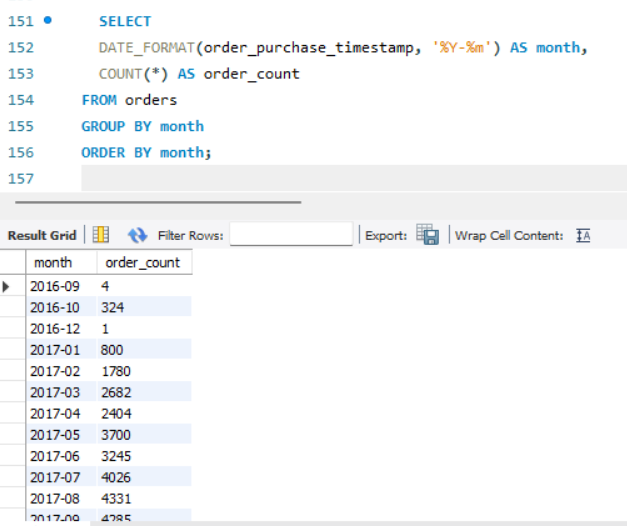 151 SELECT
152 DATE_FORMAT(order_purchase_timestamp, '%Y-%m') AS month,
153 COUNT(*) AS order_count
154 FROM orders
155 GROUP BY month
156 ORDER BY month;
157
Result Grid Filter Rows: Export: Wrap Cell Content: IA
month order_count
2016-09 4
2016-10 324
2016-12 1
2017-01 800
2017-02 1780
2017-03 2682
2017-04 2404
2017-05 3700
2017-06 3245
2017-07 4026
2017-08 4331
2017-09 4285